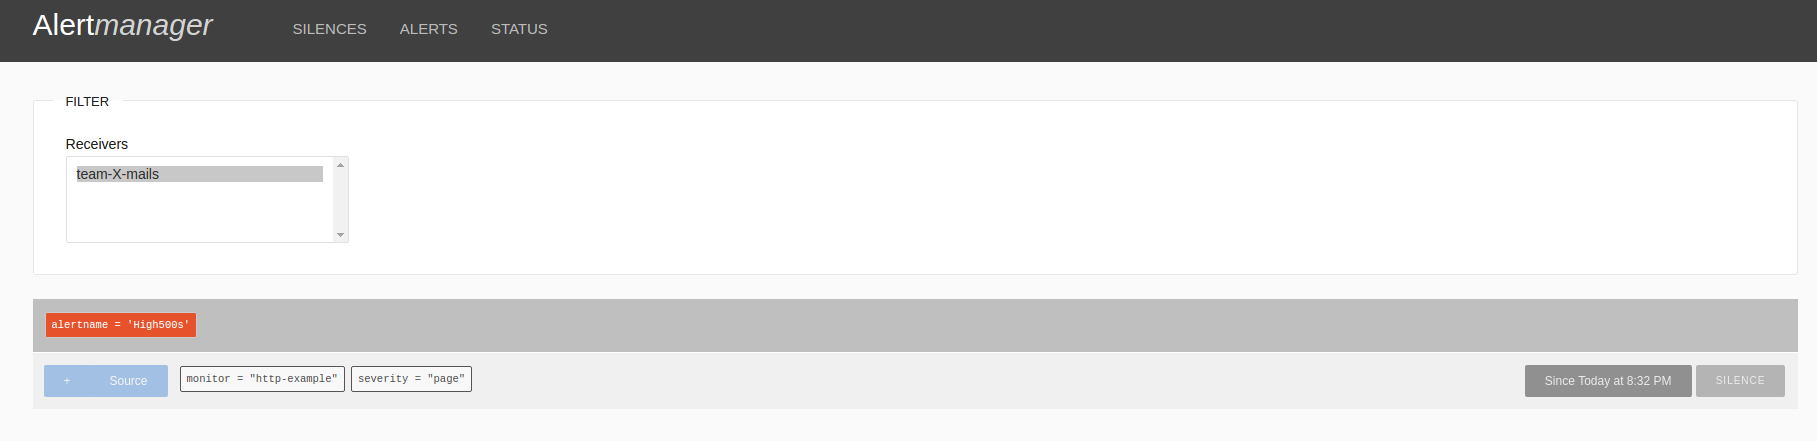 Alertmanager SILENCES ALERTS STATUS
FILTER
Receivers
team-X-mails
alertname = 'High500s'
+ Source monitor = "http-example" severity = "page" Since Today at 8:32 PM SILENCE